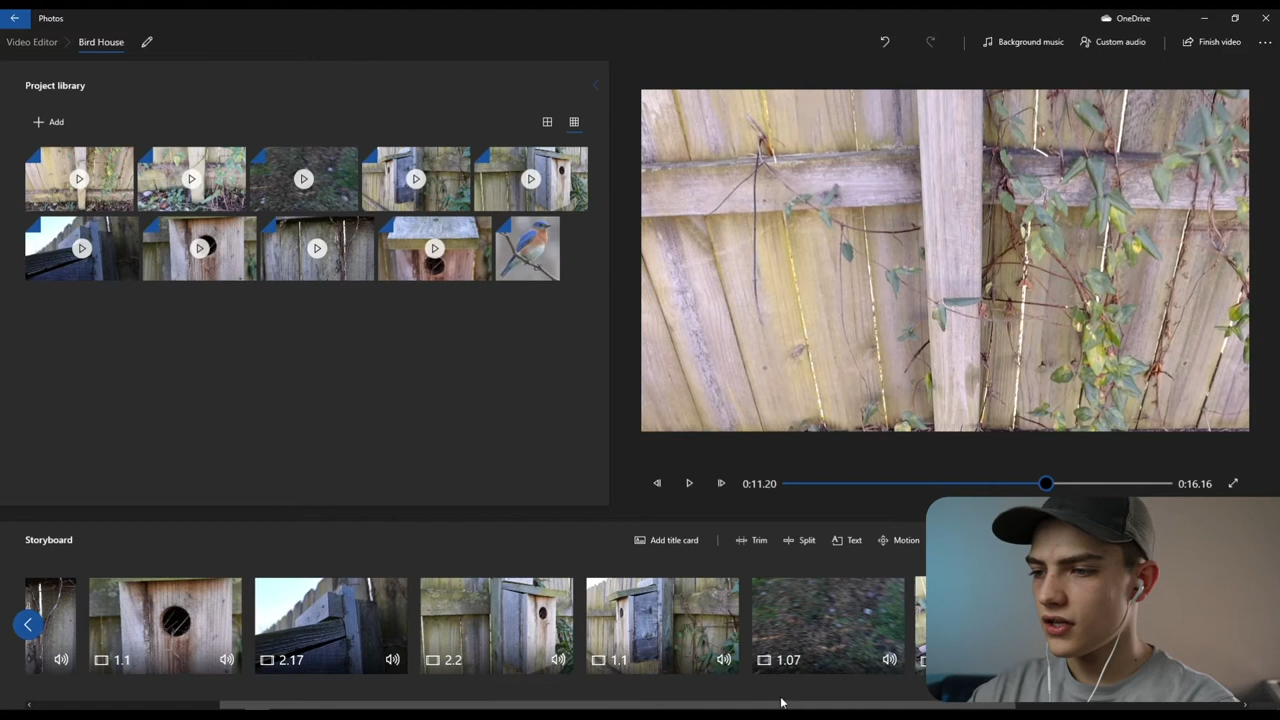 Photos
OneDrive
Video Editor
Bird House
Background music
Custom audio
Finish video
Project library
Add
0:11.20
0:16.16
Storyboard
Add title card
Trim
Split
Text
Motion
1.1
2.17
2.2
1.1
1.07